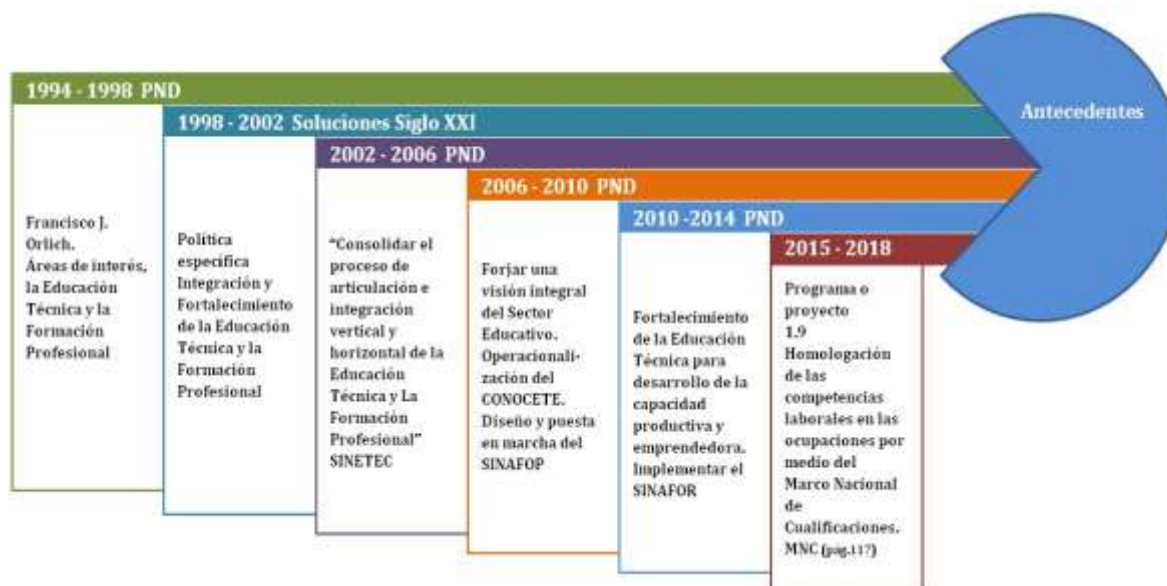 Antecedentes
1994 - 1998 PND
Francisco J.
Orlich.
Áreas de interés,
la Educación
Técnica y la
Formación
Profesional
1998 - 2002 Soluciones Siglo XXI
Política
específica
Integración y
Fortalecimiento
de la Educación
Técnica y la
Formación
Profesional
2002 - 2006 PND
“Consolidar el
proceso de
articulación e
integración
vertical y
horizontal de la
Educación
Técnica y La
Formación
Profesional”
SINETEC
2006 - 2010 PND
Forjar una
visión integral
del Sector
Educativo.
Operacionali-
zación del
CONOCETE.
Diseño y puesta
en marcha del
SINAFOP
2010 -2014 PND
Fortalecimiento
de la Educación
Técnica para
desarrollo de la
capacidad
productiva y
emprendedora.
Implementar el
SINAFOR
2015 - 2018
Programa o
proyecto
1.9
Homologación
de las
competencias
laborales en las
ocupaciones por
medio del
Marco Nacional
de
Cualificaciones.
MNC (pág.117)